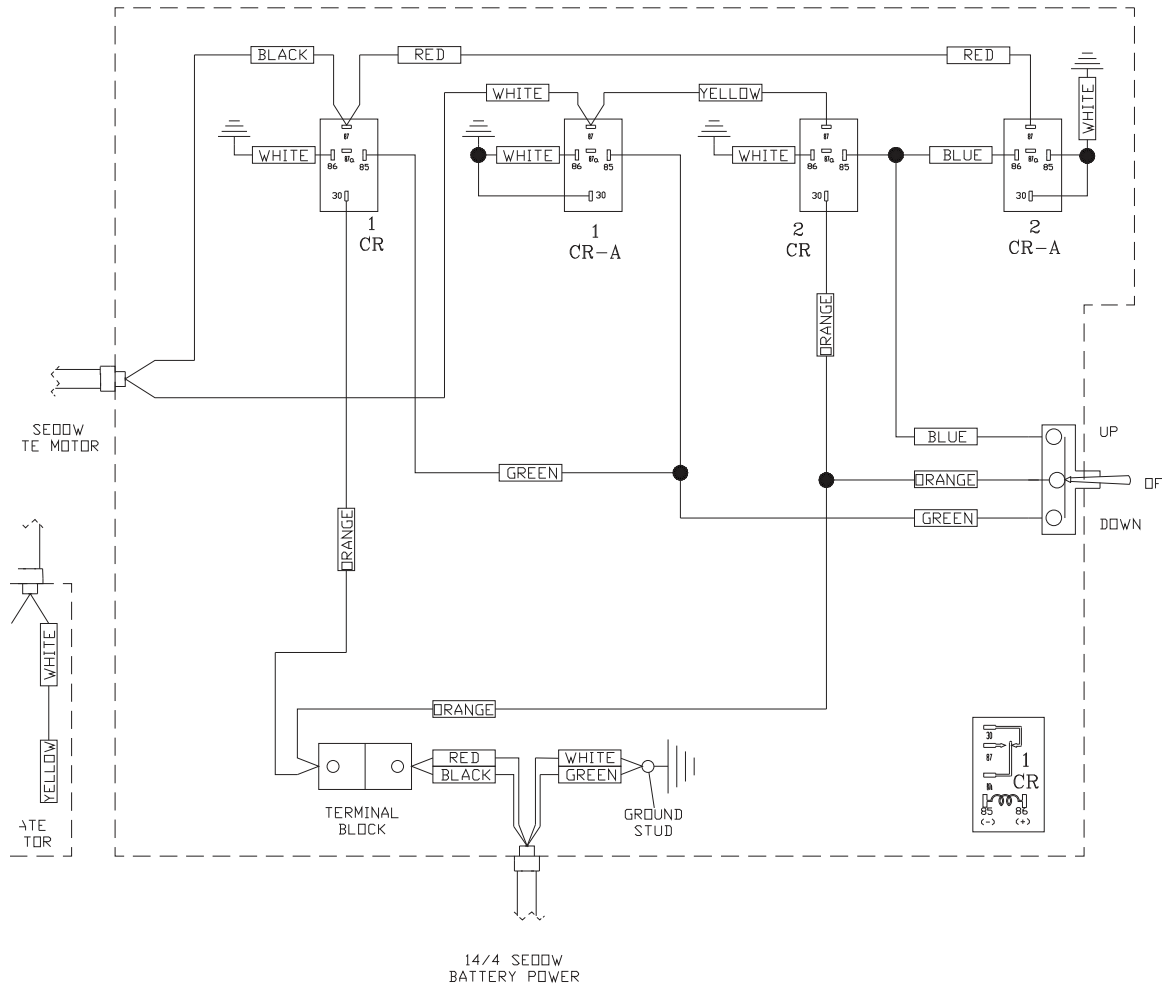 BLACK
RED
RED
WHITE
YELLOW
WHITE
87
87
87
87
WHITE
86
87a
85
WHITE
86
87a
85
WHITE
86
87a
85
BLUE
86
87a
85
30
30
30
30
1
CR
1
CR-A
2
CR
2
CR-A
ORANGE
SEOOW
TE MOTOR
BLUE
UP
GREEN
ORANGE
OF
GREEN
DOWN
ORANGE
WHITE
ORANGE
YELLOW
ATE
TOR
RED
BLACK
WHITE
GREEN
TERMINAL
BLOCK
GROUND
STUD
30
87
1
CR
85
86
(-)
(+)
14/4 SEOOW
BATTERY POWER